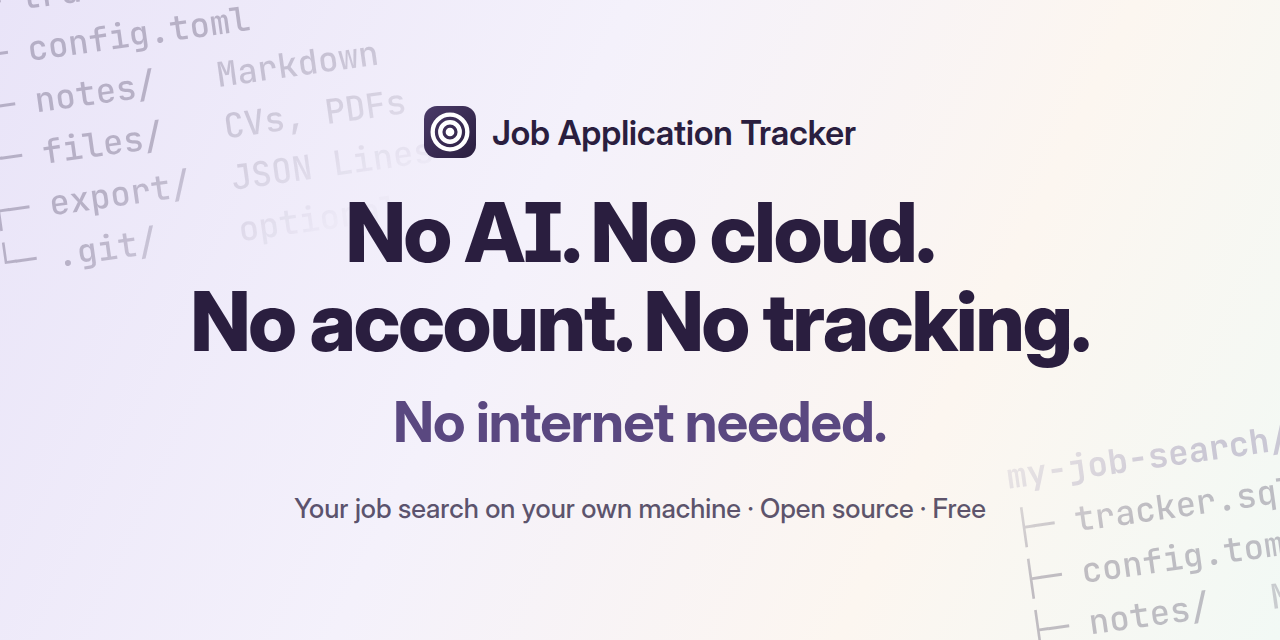 config.toml
notes/ Markdown
files/ CVs, PDFs
export/ JSON Lines
.git/
Job Application Tracker
No AI. No cloud.
No account. No tracking.
No internet needed.
Your job search on your own machine · Open source · Free
my-job-search/
├─ config.toml
├─ notes/